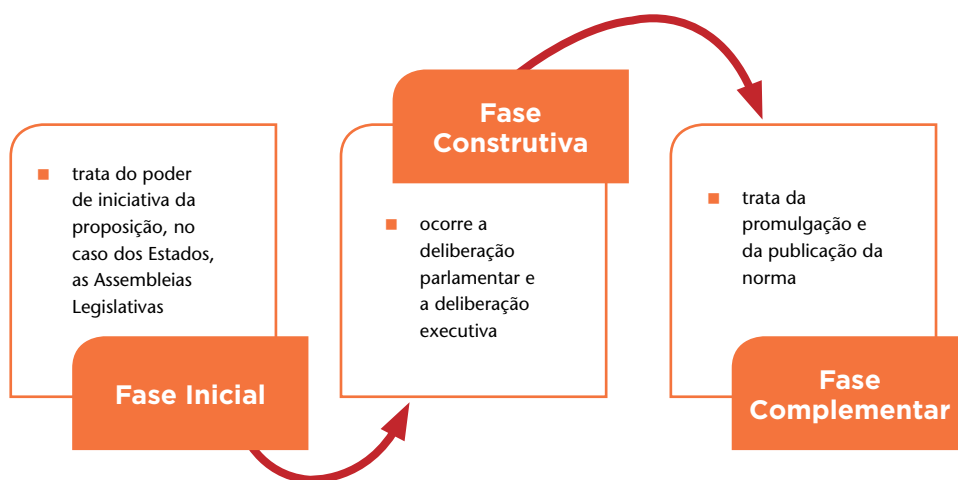 trata do poder
de iniciativa da
proposição, no
caso dos Estados,
as Assembleias
Legislativas
Fase Inicial
Fase
Construtiva
ocorre a
deliberação
parlamentar e
a deliberação
executiva
trata da
promulgação e
da publicação da
norma
Fase
Complementar